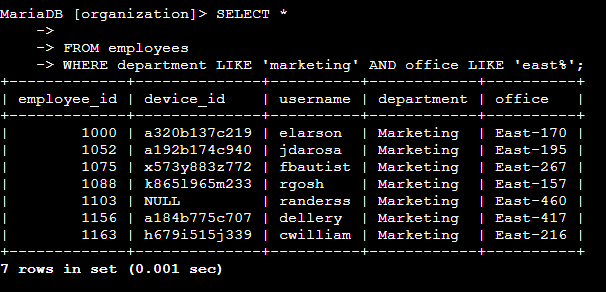 MariaDB [organization]> SELECT *
    ->
    ->
    -> FROM employees
    -> WHERE department LIKE 'marketing' AND office LIKE 'east%';
+-------------+--------------+----------+------------+----------+
| employee_id | device_id    | username | department | office   |
+-------------+--------------+----------+------------+----------+
|        1000 | a320b137c219 | elarson  | Marketing  | East-170 |
|        1052 | a192b174c940 | jdarosa  | Marketing  | East-195 |
|        1075 | x573y883z772 | fbautist | Marketing  | East-267 |
|        1088 | k865l965m233 | rgosh    | Marketing  | East-157 |
|        1103 | NULL         | randerss | Marketing  | East-460 |
|        1156 | a184b775c707 | dellery  | Marketing  | East-417 |
|        1163 | h679i515j339 | cwilliam | Marketing  | East-216 |
+-------------+--------------+----------+------------+----------+
7 rows in set (0.001 sec)